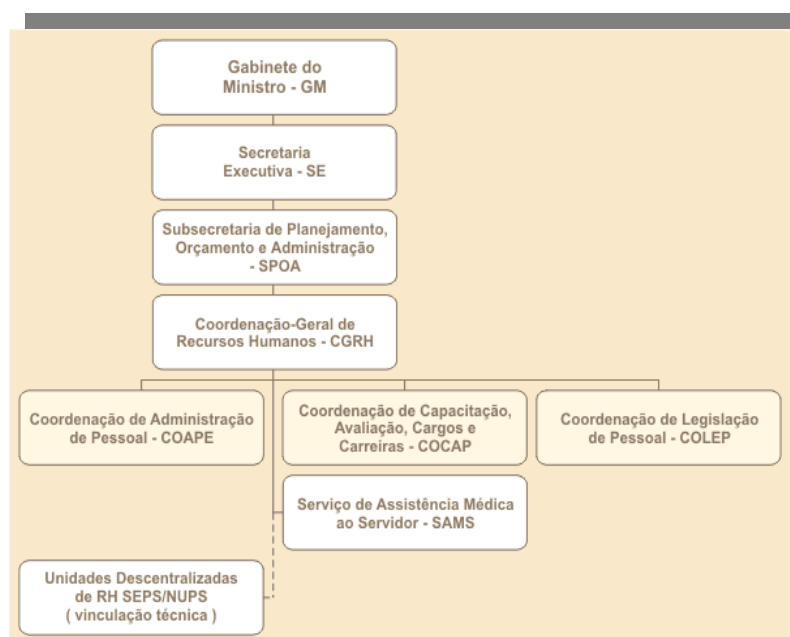 Gabinete do
Ministro - GM
Secretaria
Executiva - SE
Subsecretaria de Planejamento,
Orçamento e Administração
- SPOA
Coordenação-Geral de
Recursos Humanos - CGRH
Coordenação de Administração
de Pessoal - COAPE
Coordenação de Capacitação,
Avaliação, Cargos e
Carreiras - COCAP
Coordenação de Legislação
de Pessoal - COLEP
Serviço de Assistência Médica
ao Servidor - SAMS
Unidades Descentralizadas
de RH SEPS/NUPS
( vinculação técnica )